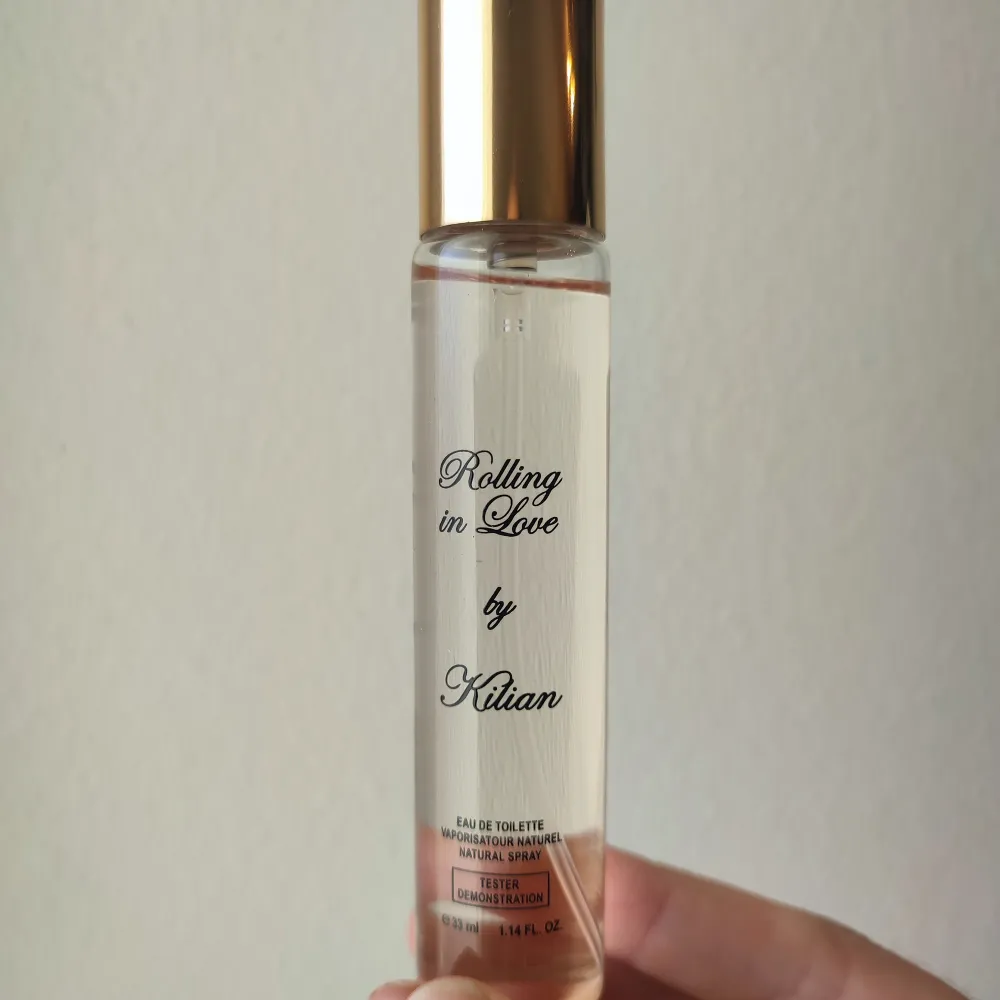 Rolling
in Love
by
Kilian
EAU DE TOILETTE
VAPORISATOUR NATUREL
NATURAL SPRAY
TESTER
DEMONSTRATION
℮ 33 ml 1.14 FL. OZ.